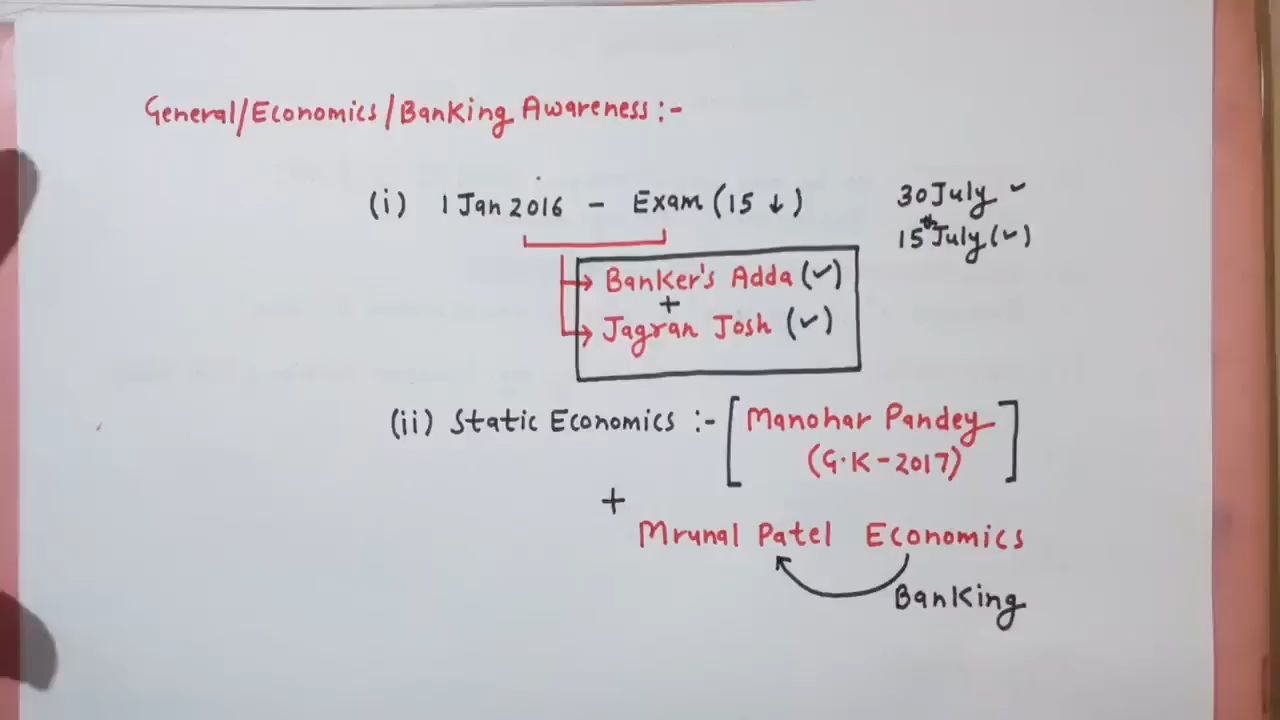 General/Economics/Banking Awareness :-
(i) 1 Jan 2016 - Exam (15 ↓)
30 July ✓
15th July (✓)
→ Banker's Adda (✓)
+
→ Jagran Josh (✓)
(ii) Static Economics :- [Manohar Pandey
(G.K-2017)]
+
Mrunal Patel Economics
Banking